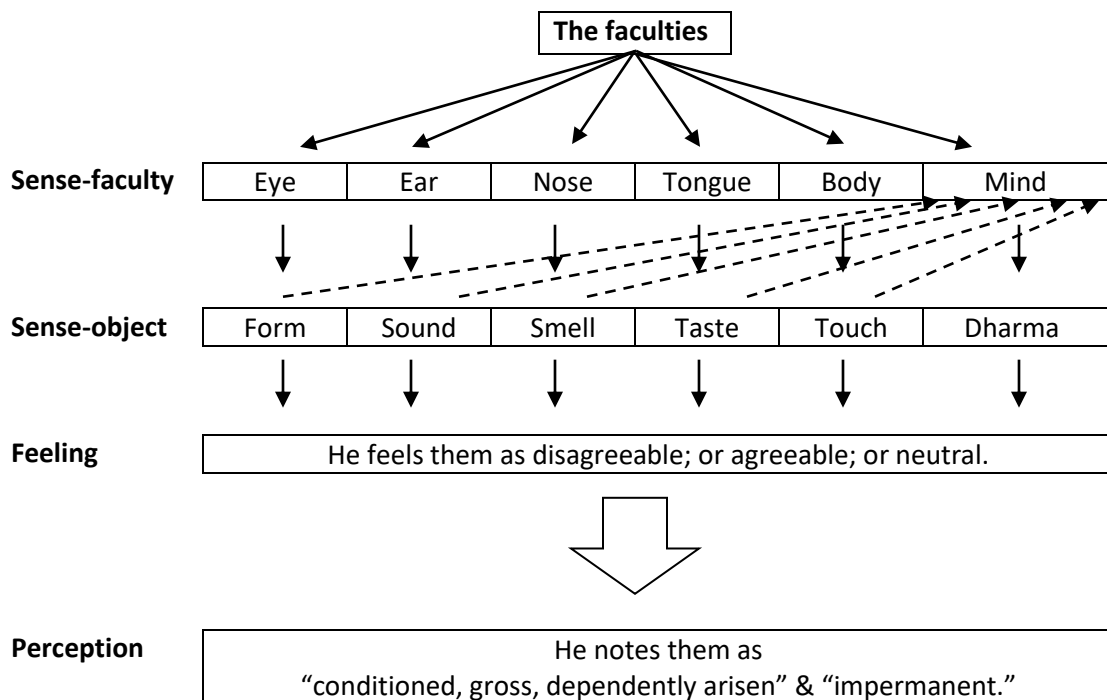 The faculties
Sense-faculty Eye Ear Nose Tongue Body Mind
Sense-object Form Sound Smell Taste Touch Dharma
Feeling He feels them as disagreeable; or agreeable; or neutral.
Perception He notes them as
“conditioned, gross, dependently arisen” & “impermanent.”